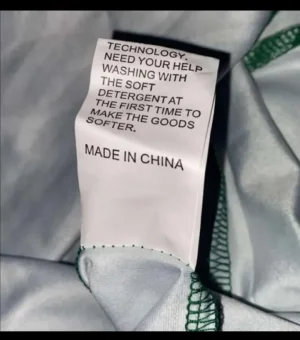 TECHNOLOGY.
NEED YOUR HELP
WASHING WITH
THE SOFT
DETERGENT AT
THE FIRST TIME TO
MAKE THE GOODS
SOFTER.
MADE IN CHINA